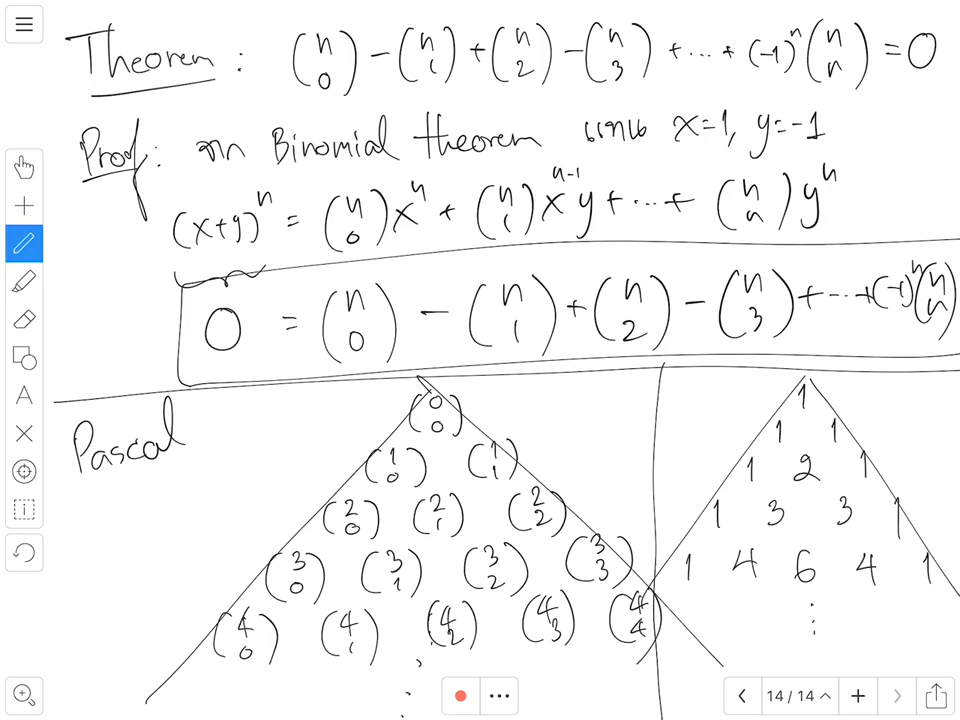 Theorem : (n 0) - (n 1) + (n 2) - (n 3) + ... + (-1)^n (n n) = 0
Proof : จาก Binomial theorem แทน x=1, y=-1
(x+y)^n = (n 0) x^n + (n 1) x^{n-1} y + ... + (n n) y^n
0 = (n 0) - (n 1) + (n 2) - (n 3) + ... + (-1)^n (n n)
Pascal
(0 0)
(1 0) (1 1)
(2 0) (2 1) (2 2)
(3 0) (3 1) (3 2) (3 3)
(4 0) (4 1) (4 2) (4 3) (4 4)
1
1 1
1 2 1
1 3 3 1
1 4 6 4 1
14 / 14